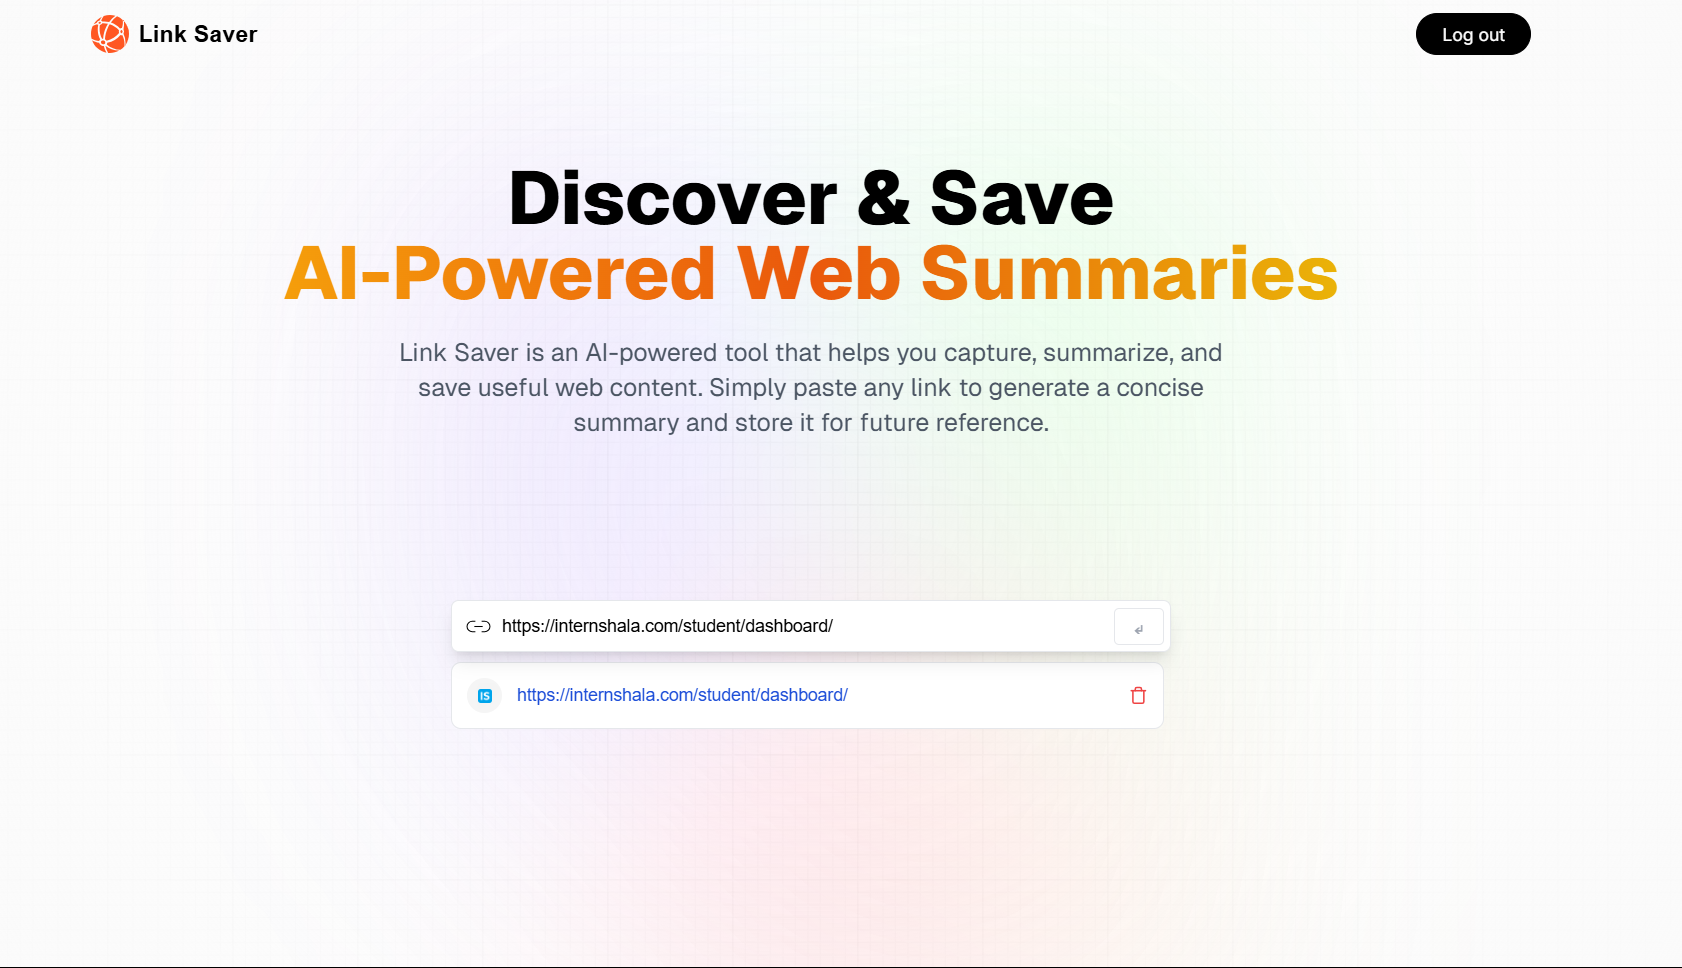 Link Saver
Log out
Discover & Save
AI-Powered Web Summaries
Link Saver is an AI-powered tool that helps you capture, summarize, and
save useful web content. Simply paste any link to generate a concise
summary and store it for future reference.
https://internshala.com/student/dashboard/
↵
IS
https://internshala.com/student/dashboard/